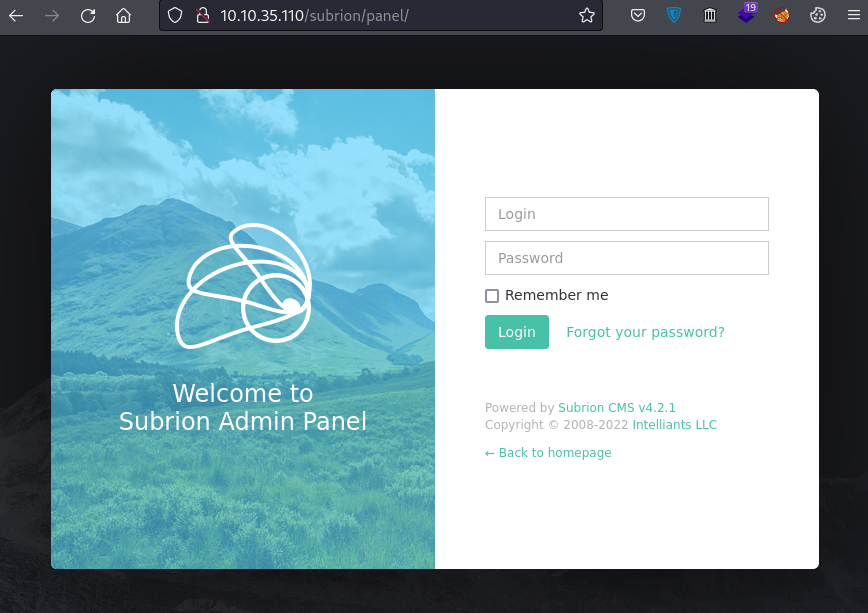 10.10.35.110/subrion/panel/
19
Login
Password
Remember me
Login Forgot your password?
Welcome to
Subrion Admin Panel
Powered by Subrion CMS v4.2.1
Copyright © 2008-2022 Intelliants LLC
← Back to homepage